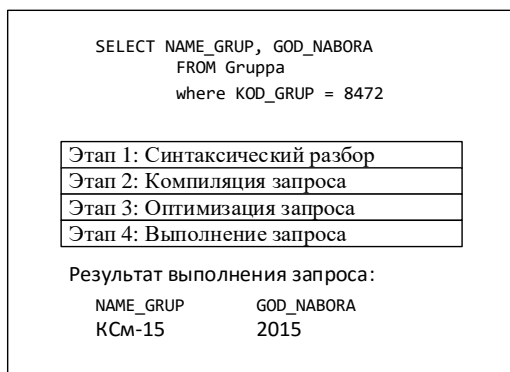 SELECT NAME_GRUP, GOD_NABORA
FROM Gruppa
where KOD_GRUP = 8472
Этап 1: Синтаксический разбор
Этап 2: Компиляция запроса
Этап 3: Оптимизация запроса
Этап 4: Выполнение запроса
Результат выполнения запроса:
NAME_GRUP GOD_NABORA
КСм-15 2015